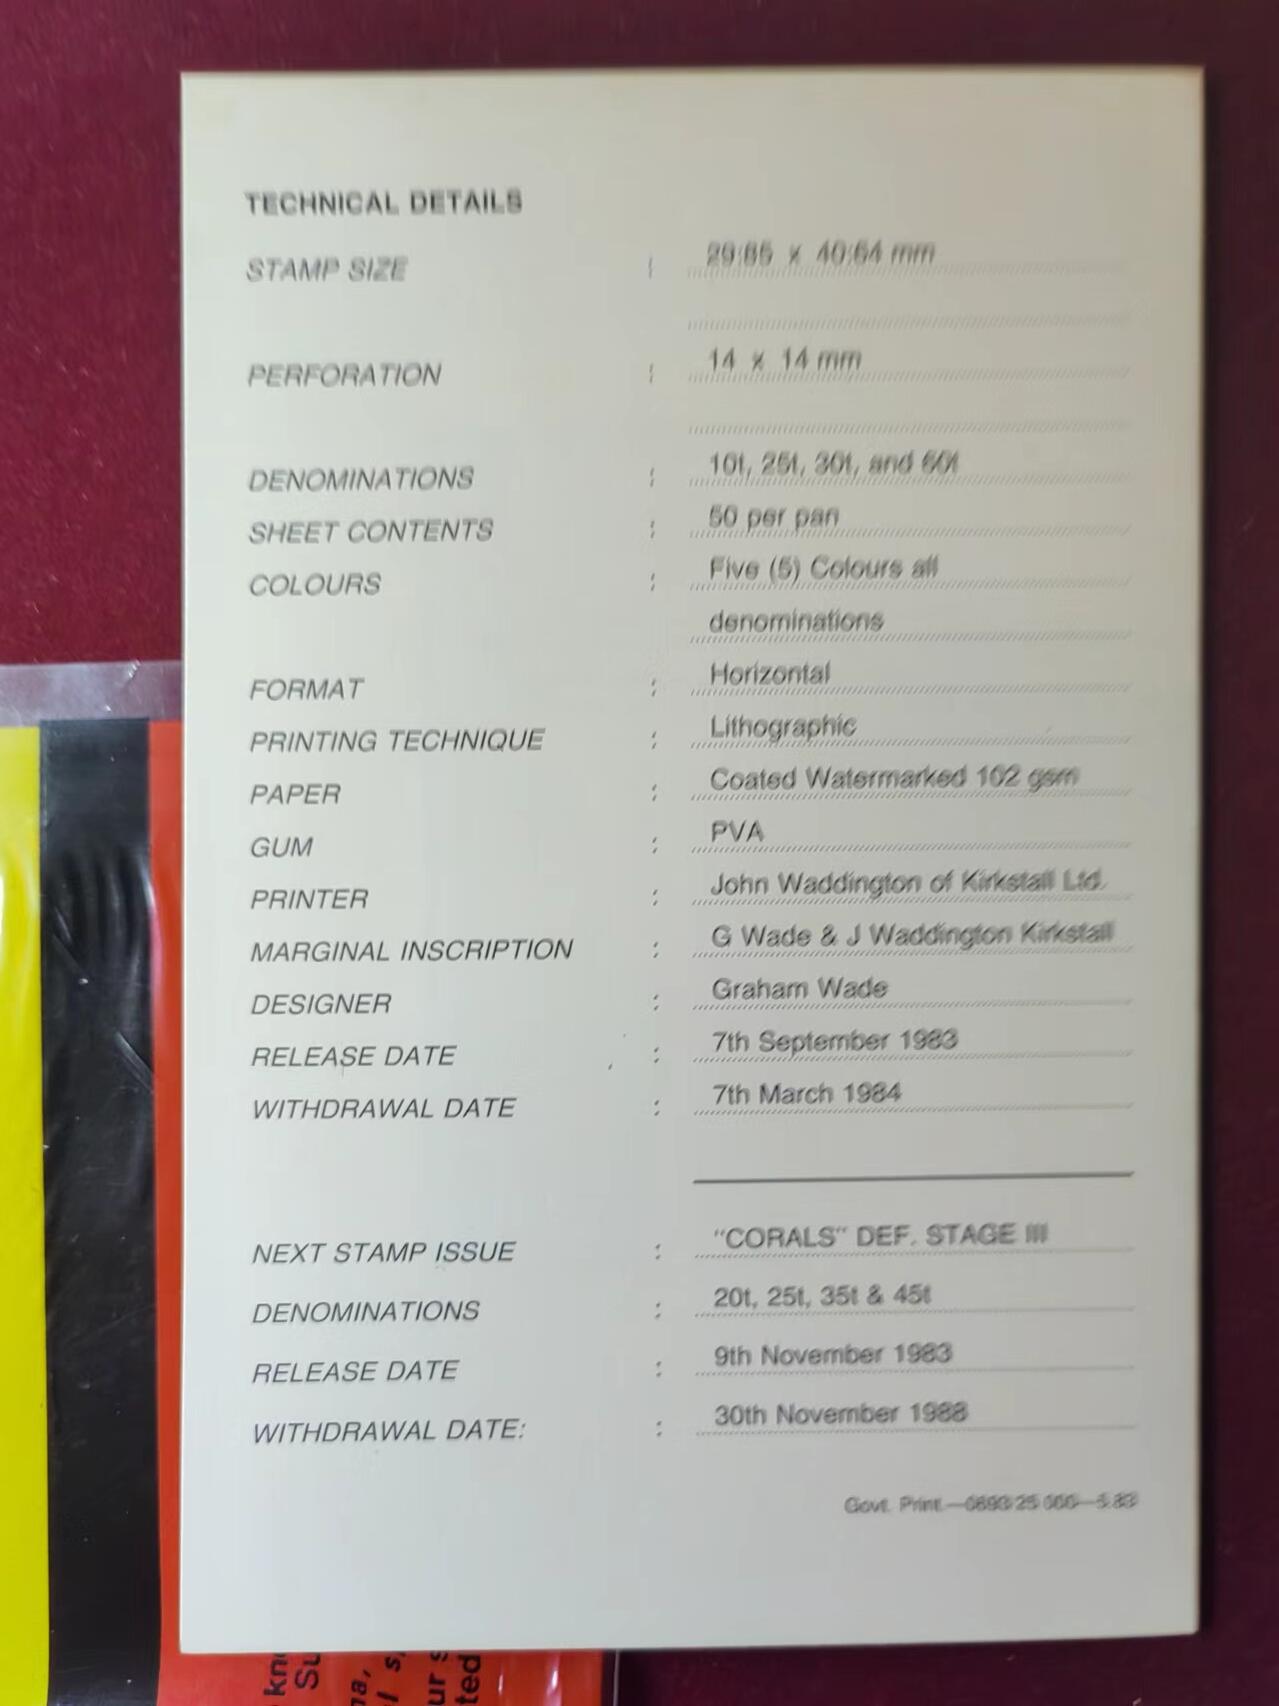 TECHNICAL DETAILS
STAMP SIZE : 29.85 x 40.64 mm
PERFORATION : 14 x 14 mm
DENOMINATIONS : 10t, 25t, 30t, and 60t
SHEET CONTENTS : 50 per pan
COLOURS : Five (5) Colours all
denominations
FORMAT : Horizontal
PRINTING TECHNIQUE : Lithographic
PAPER : Coated Watermarked 102 gsm
GUM : PVA
PRINTER : John Waddington of Kirkstall Ltd.
MARGINAL INSCRIPTION : G Wade & J Waddington Kirkstall
DESIGNER : Graham Wade
RELEASE DATE : 7th September 1983
WITHDRAWAL DATE : 7th March 1984
NEXT STAMP ISSUE : "CORALS" DEF. STAGE III
DENOMINATIONS : 20t, 25t, 35t & 45t
RELEASE DATE : 9th November 1983
WITHDRAWAL DATE: : 30th November 1988
Govt. Print.—